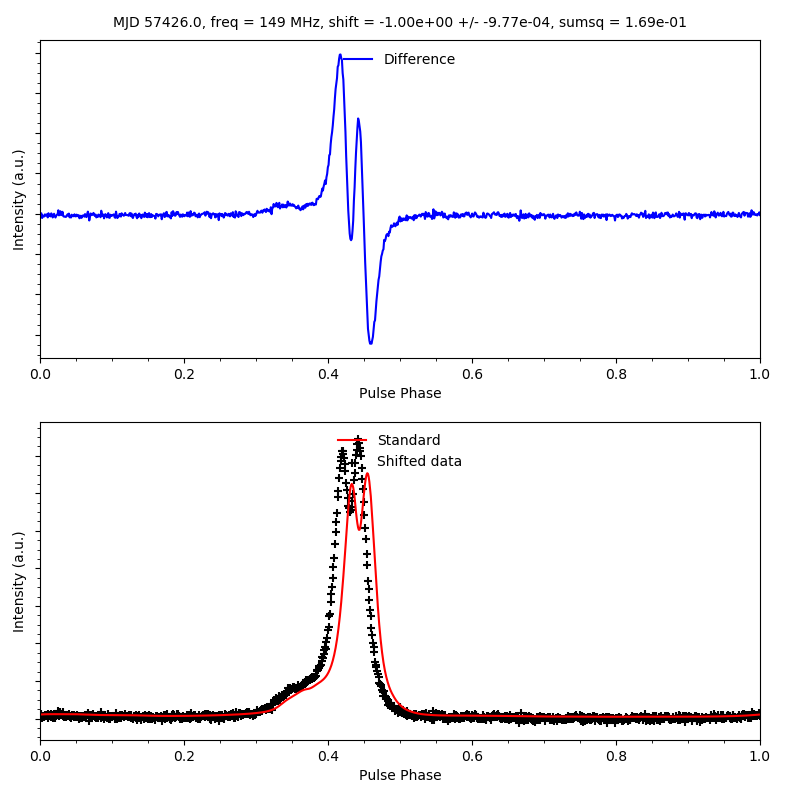 MJD 57426.0, freq = 149 MHz, shift = -1.00e+00 +/- -9.77e-04, sumsq = 1.69e-01
Difference
Intensity (a.u.)
0.0 0.2 0.4 0.6 0.8 1.0
Pulse Phase
Standard
Shifted data
Intensity (a.u.)
0.0 0.2 0.4 0.6 0.8 1.0
Pulse Phase